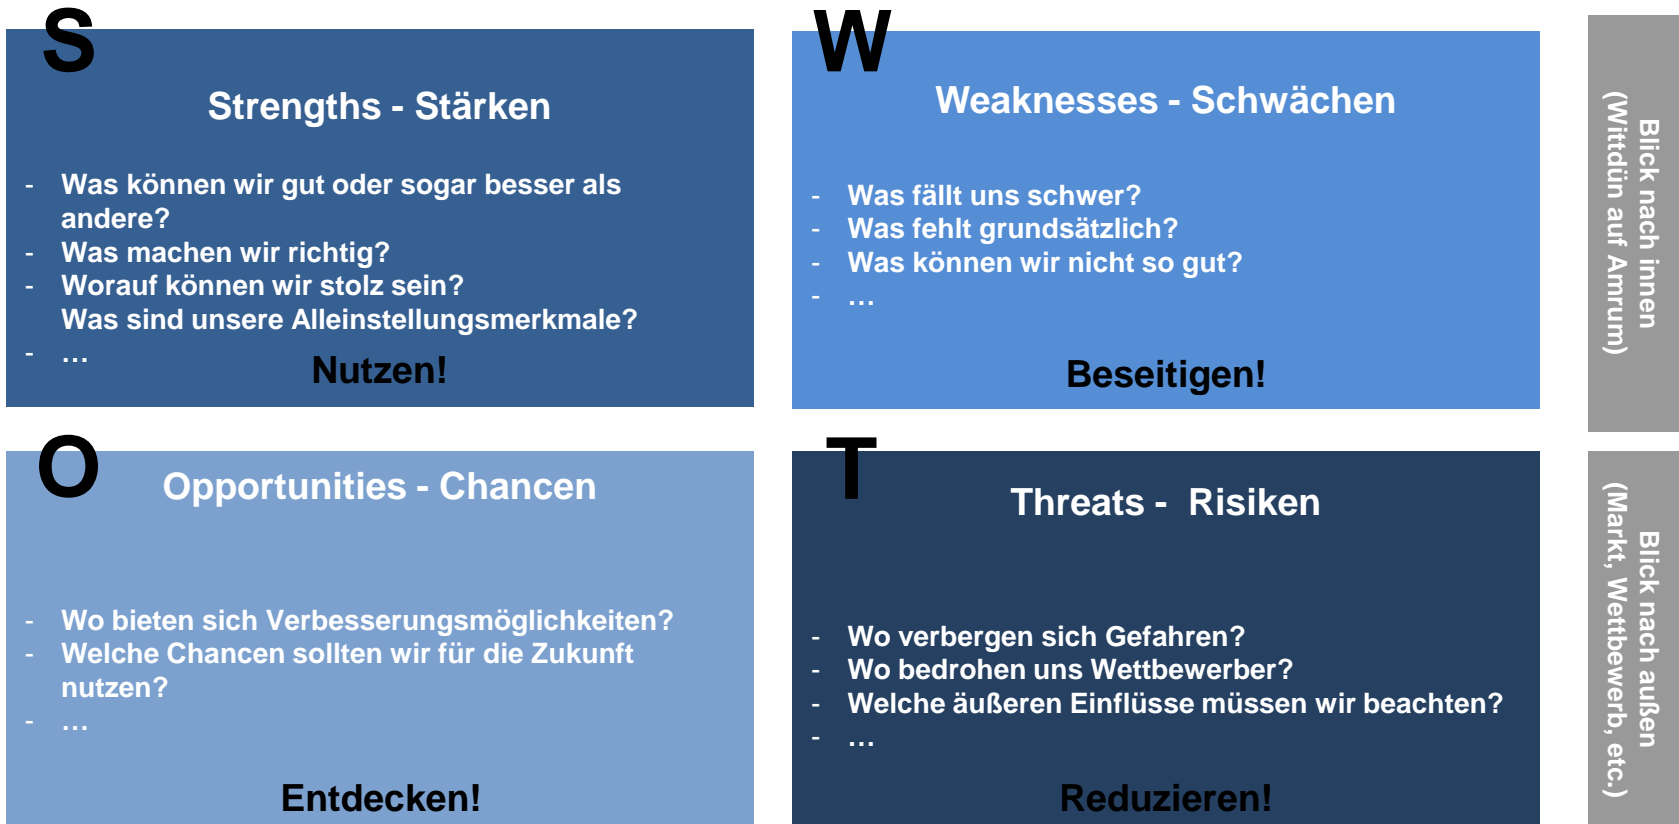 S
Strengths - Stärken
- Was können wir gut oder sogar besser als
andere?
- Was machen wir richtig?
- Worauf können wir stolz sein?
Was sind unsere Alleinstellungsmerkmale?
- …
Nutzen!
W
Weaknesses - Schwächen
- Was fällt uns schwer?
- Was fehlt grundsätzlich?
- Was können wir nicht so gut?
- …
Beseitigen!
Blick nach innen
(Wittdün auf Amrum)
O
Opportunities - Chancen
- Wo bieten sich Verbesserungsmöglichkeiten?
- Welche Chancen sollten wir für die Zukunft
nutzen?
- …
Entdecken!
T
Threats - Risiken
- Wo verbergen sich Gefahren?
- Wo bedrohen uns Wettbewerber?
- Welche äußeren Einflüsse müssen wir beachten?
- …
Reduzieren!
Blick nach außen
(Markt, Wettbewerb, etc.)